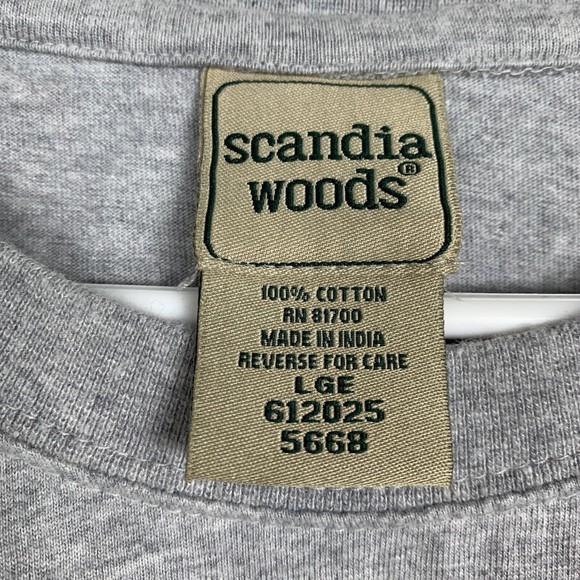 scandia
woods®
100% COTTON
RN 81700
MADE IN INDIA
REVERSE FOR CARE
LGE
612025
5668